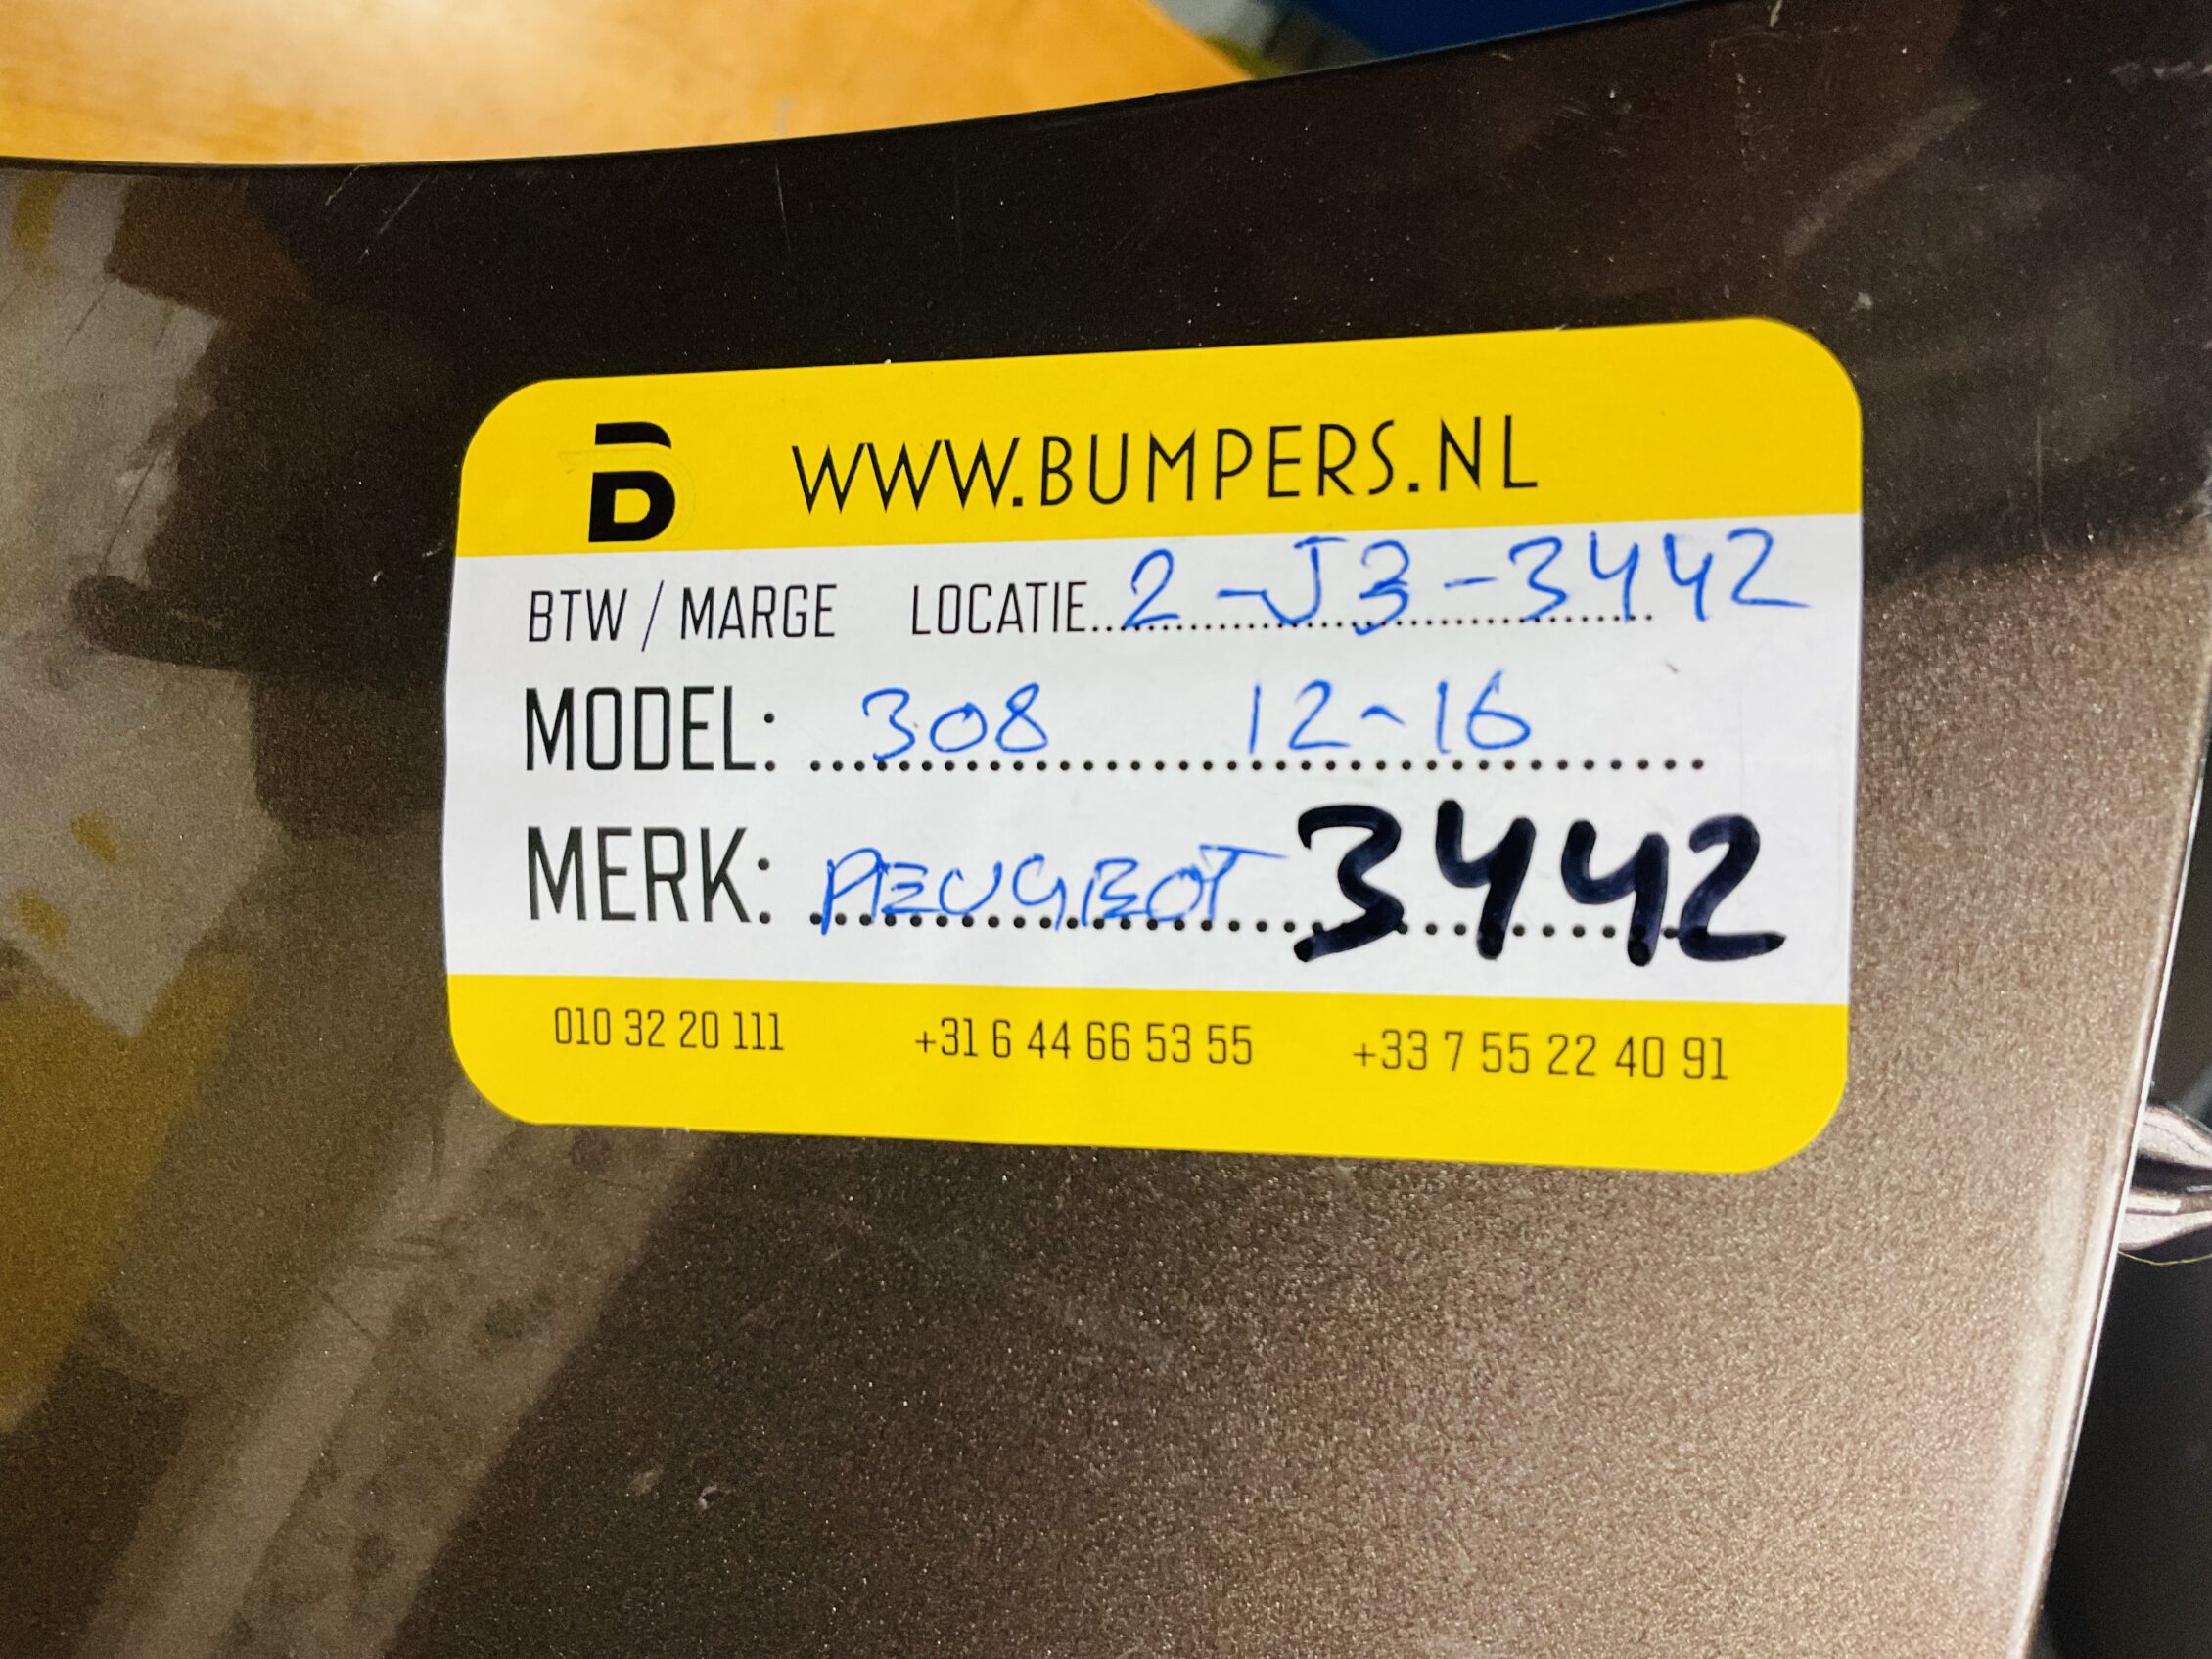 B WWW.BUMPERS.NL
BTW / MARGE LOCATIE..2-J3-3442
MODEL: 308 12-16
MERK: PEUGEOT 3442
010 32 20 111 +31 6 44 66 53 55 +33 7 55 22 40 91